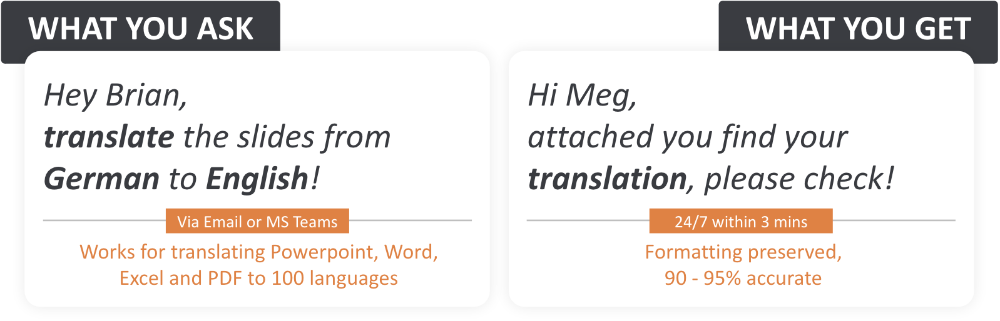 WHAT YOU ASK
Hey Brian,
translate the slides from
German to English!
Via Email or MS Teams
Works for translating Powerpoint, Word,
Excel and PDF to 100 languages
WHAT YOU GET
Hi Meg,
attached you find your
translation, please check!
24/7 within 3 mins
Formatting preserved,
90 - 95% accurate